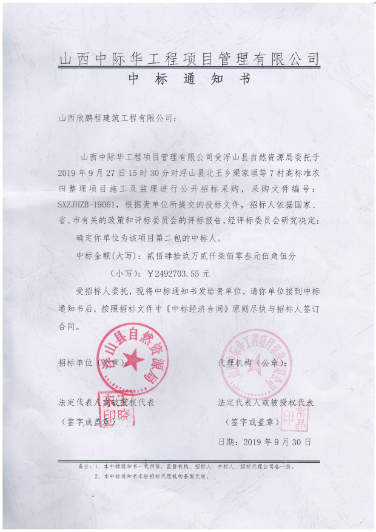 山西中际华工程项目管理有限公司
中标通知书
山西欣鹏程建筑工程有限公司：
山西中际华工程项目管理有限公司受浮山县自然资源局委托于
2019年9月27日15时30分对浮山县北王乡梁家河等7村高标准农
田整理项目施工及监理进行公开招标采购，采购文件编号：
SXZJHZB-19061，根据贵单位所提交的投标文件，招标人依据国家、
省、市有关的政策和评标委员会的评标报告，经评标委员会研究决定：
确定你单位为该项目第二包的中标人。
中标金额(大写)：贰佰肆拾玖万贰仟柒佰零叁元伍角伍分
(小写)：￥2492703.55元
受招标人委托，现将中标通知书发给贵单位，请你单位接到中标
通知书后，按照招标文件中《中标经济合同》原则尽快与招标人签订
合同。
招标单位（公章）： 代理机构（公章）：
浮山县自然资源局
法定代表人或被授权代表 法定代表人或被授权代表
（签字或盖章） （签字或盖章）
日期：2019年9月30日
备注：1、本中标通知书一式四份，监督机构、招标人、中标人、招标代理公司各一份。
2、本中标通知书未经招标代理机构备案无效。